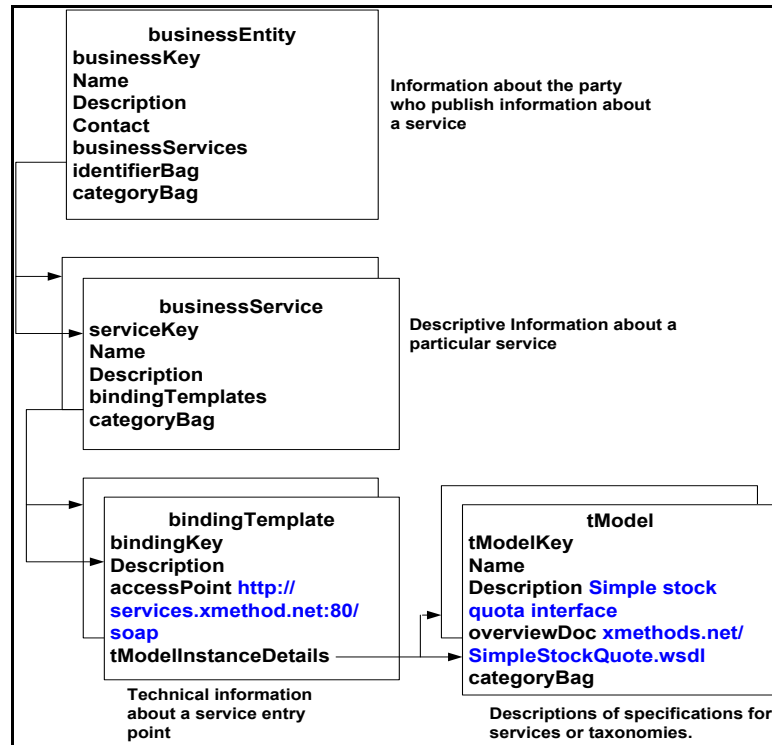 businessEntity
businessKey
Name
Description
Contact
businessServices
identifierBag
categoryBag
Information about the party
who publish information about
a service
businessService
serviceKey
Name
Description
bindingTemplates
categoryBag
Descriptive Information about a
particular service
bindingTemplate
bindingKey
Description
accessPoint http://
services.xmethod.net:80/
soap
tModelInstanceDetails
Technical information
about a service entry
point
tModel
tModelKey
Name
Description Simple stock
quota interface
overviewDoc xmethods.net/
SimpleStockQuote.wsdl
categoryBag
Descriptions of specifications for
services or taxonomies.